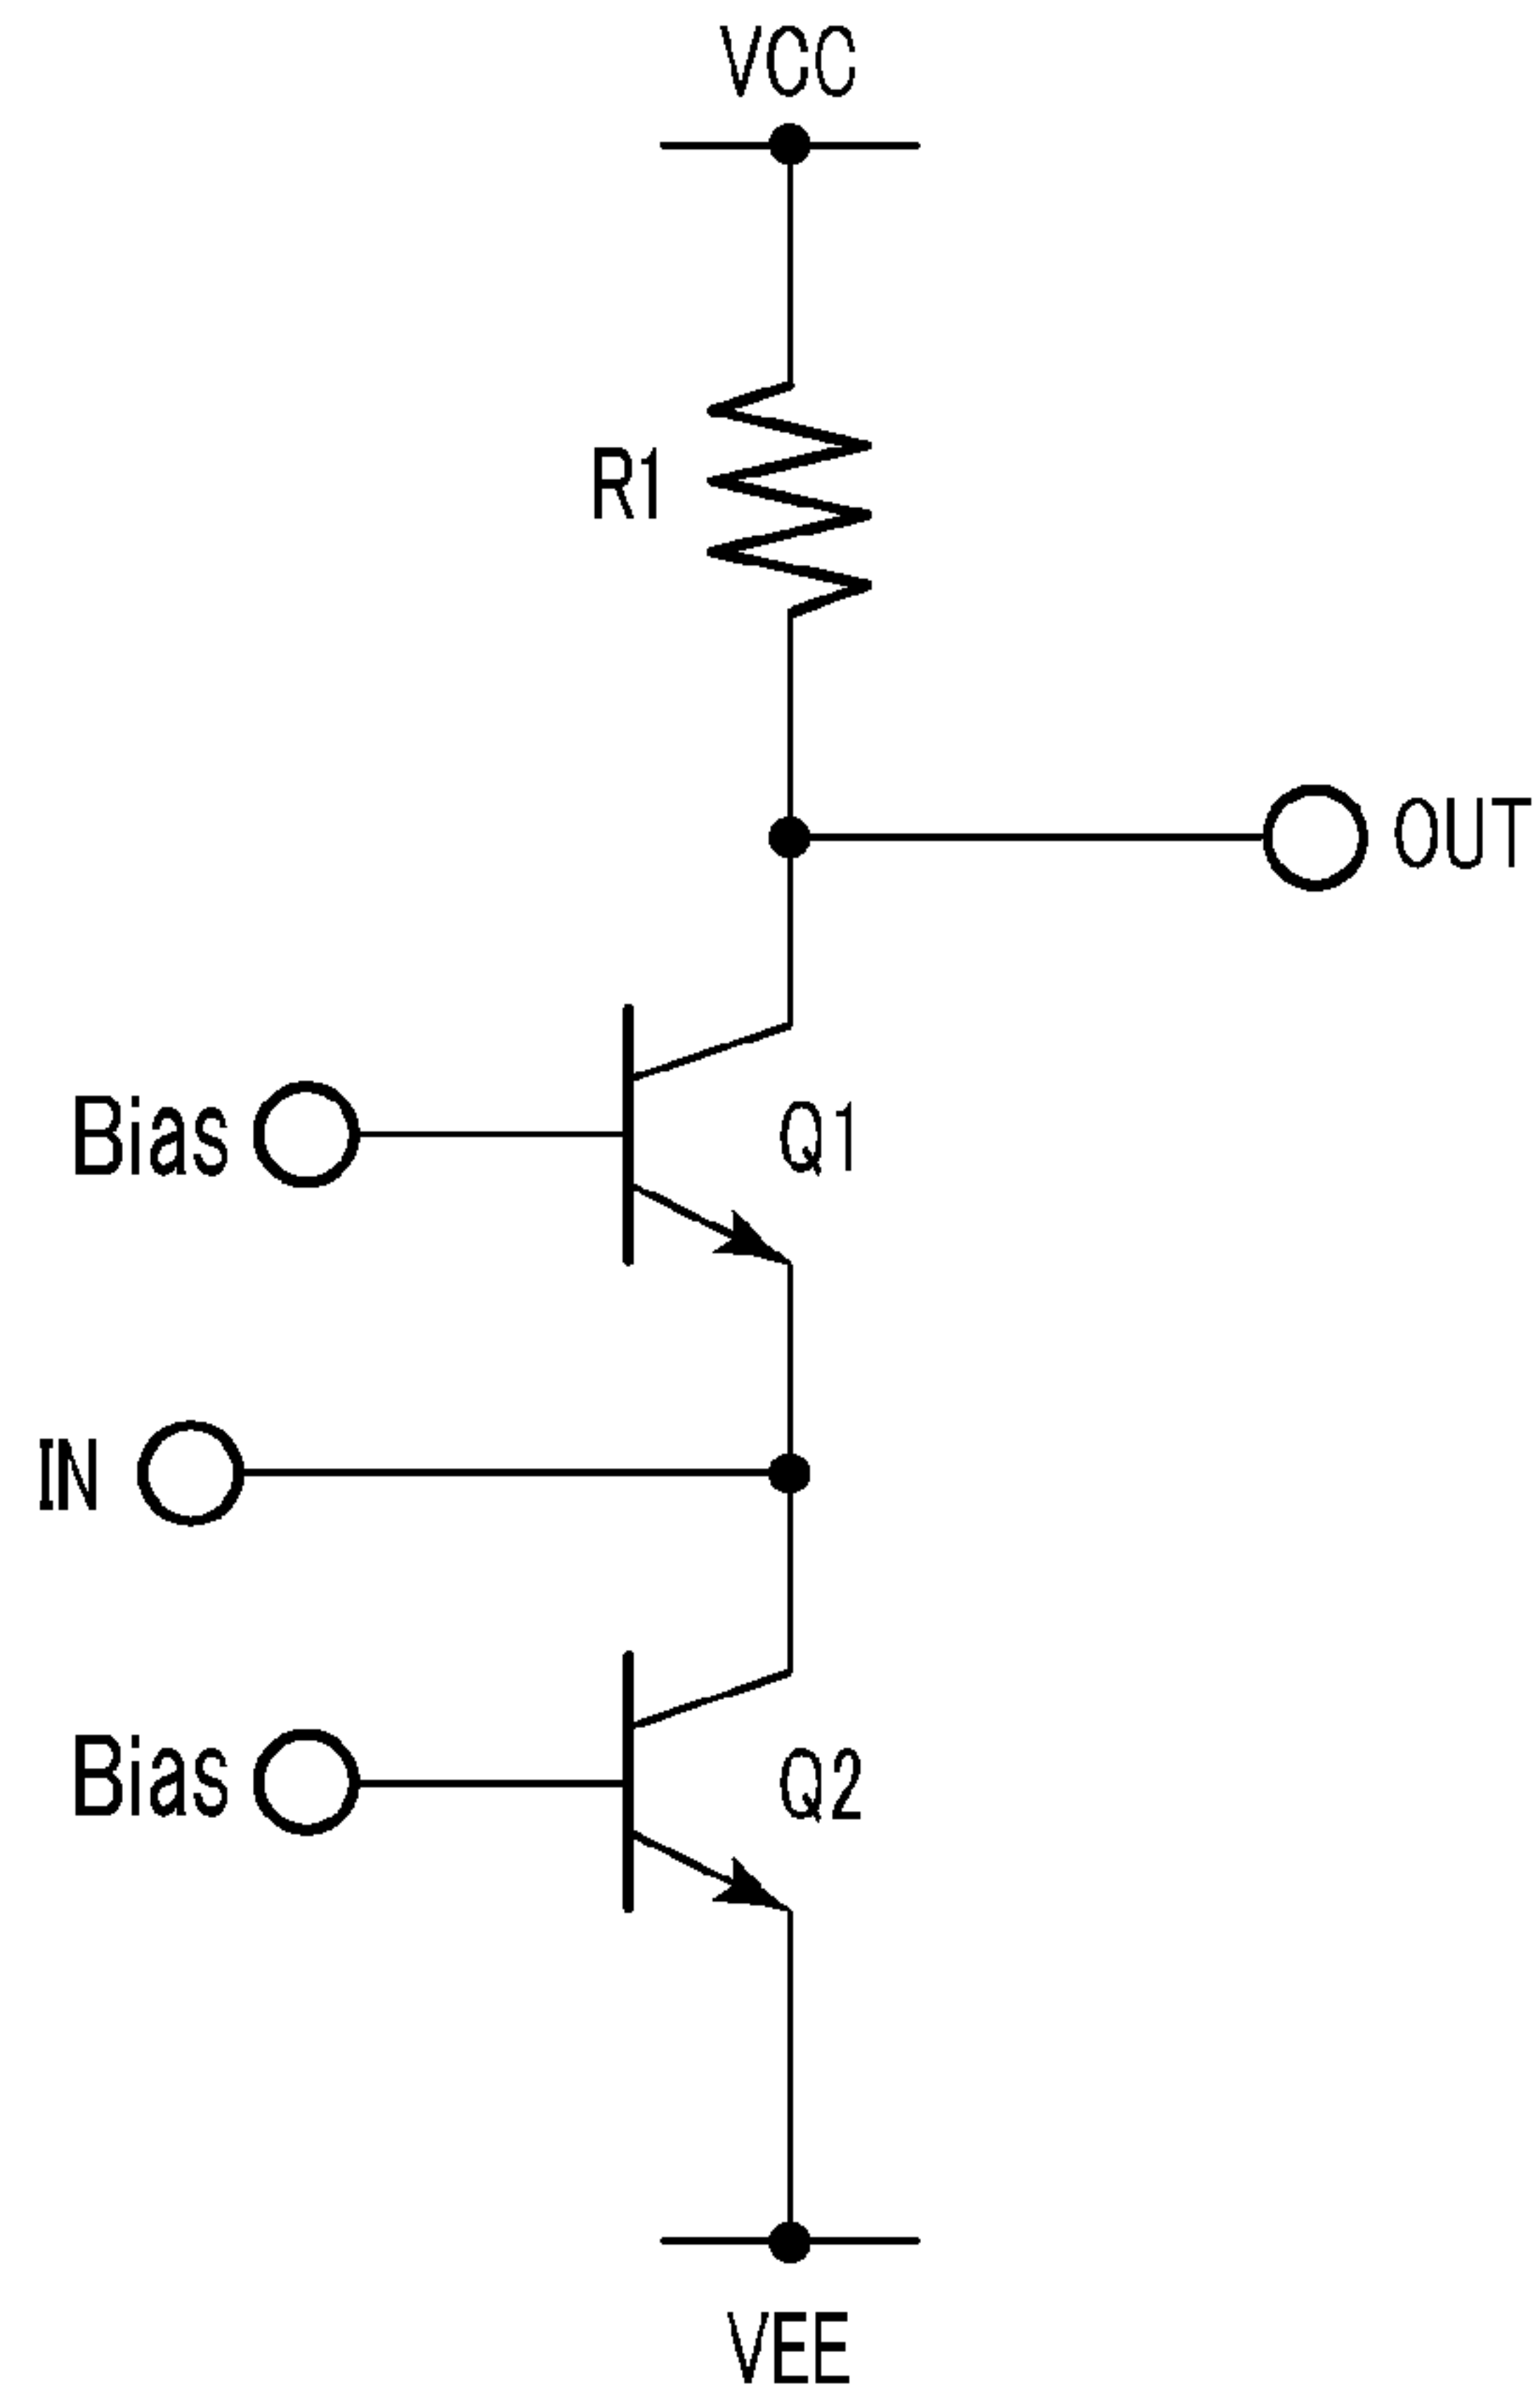 VCC
R1
OUT
Bias
Q1
IN
Bias
Q2
VEE